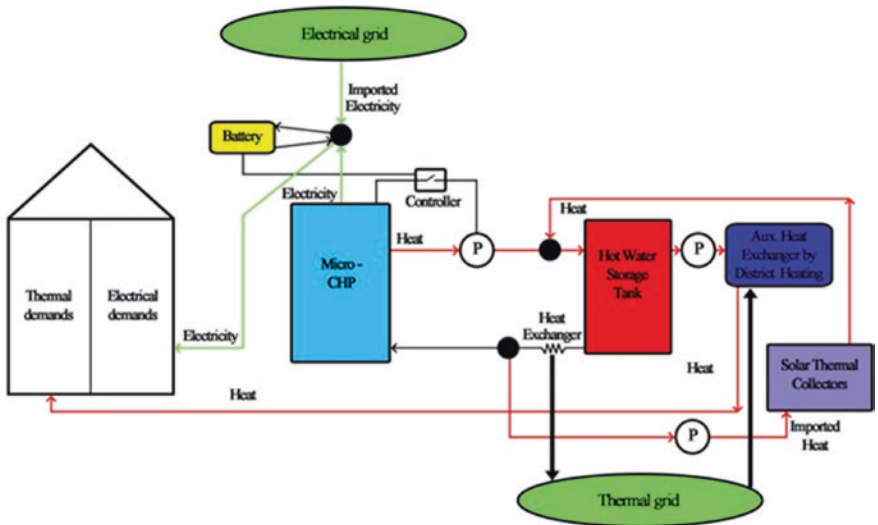 Electrical grid
Imported
Electricity
Battery
Electricity
Controller
Heat
Heat
P
P
Hot Water
Storage
Tank
Aux. Heat
Exchanger by
District Heating
Micro -
CHP
Thermal
demands
Electrical
demands
Electricity
Heat
Exchanger
Heat
Solar Thermal
Collectors
Heat
P
Imported
Heat
Thermal grid